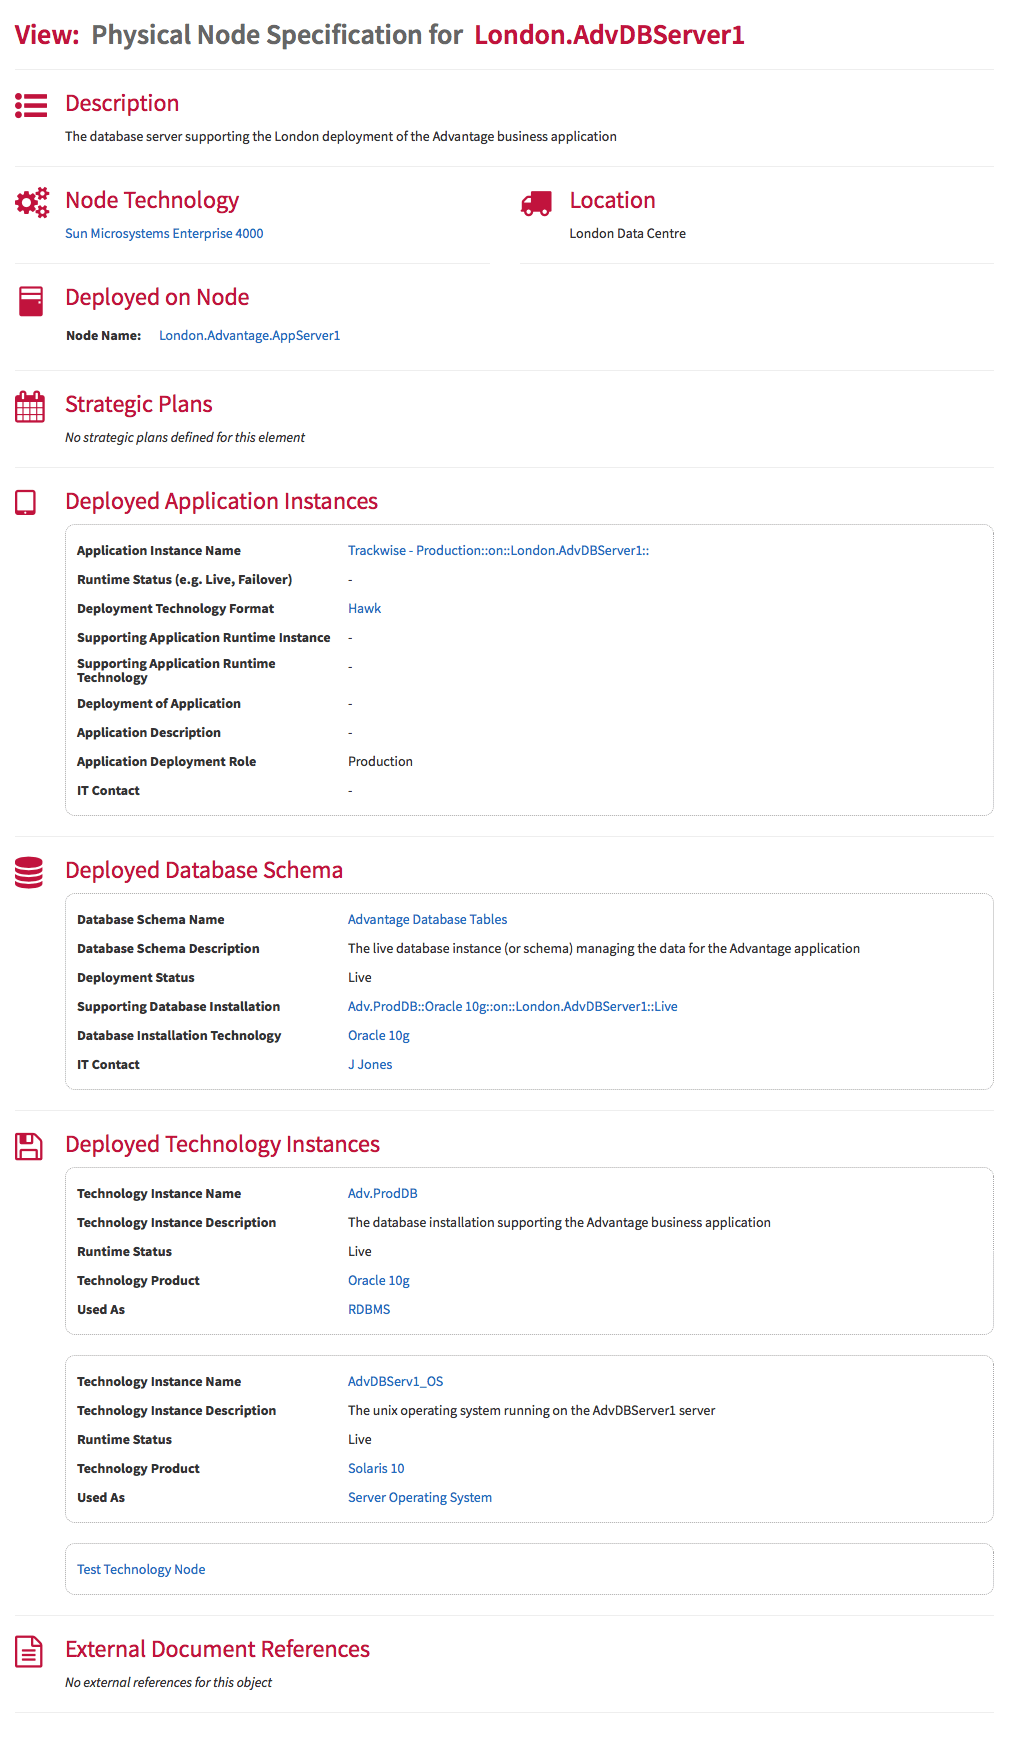 View: Physical Node Specification for London.AdvDBServer1
Description
The database server supporting the London deployment of the Advantage business application
Node Technology
Sun Microsystems Enterprise 4000
Location
London Data Centre
Deployed on Node
Node Name: London.Advantage.AppServer1
Strategic Plans
No strategic plans defined for this element
Deployed Application Instances
Application Instance Name Trackwise - Production::on::London.AdvDBServer1::
Runtime Status (e.g. Live, Failover) -
Deployment Technology Format Hawk
Supporting Application Runtime Instance -
Supporting Application Runtime -
Technology
Deployment of Application -
Application Description -
Application Deployment Role Production
IT Contact -
Deployed Database Schema
Database Schema Name Advantage Database Tables
Database Schema Description The live database instance (or schema) managing the data for the Advantage application
Deployment Status Live
Supporting Database Installation Adv.ProdDB::Oracle 10g::on::London.AdvDBServer1::Live
Database Installation Technology Oracle 10g
IT Contact J Jones
Deployed Technology Instances
Technology Instance Name Adv.ProdDB
Technology Instance Description The database installation supporting the Advantage business application
Runtime Status Live
Technology Product Oracle 10g
Used As RDBMS
Technology Instance Name AdvDBServ1_OS
Technology Instance Description The unix operating system running on the AdvDBServer1 server
Runtime Status Live
Technology Product Solaris 10
Used As Server Operating System
Test Technology Node
External Document References
No external references for this object